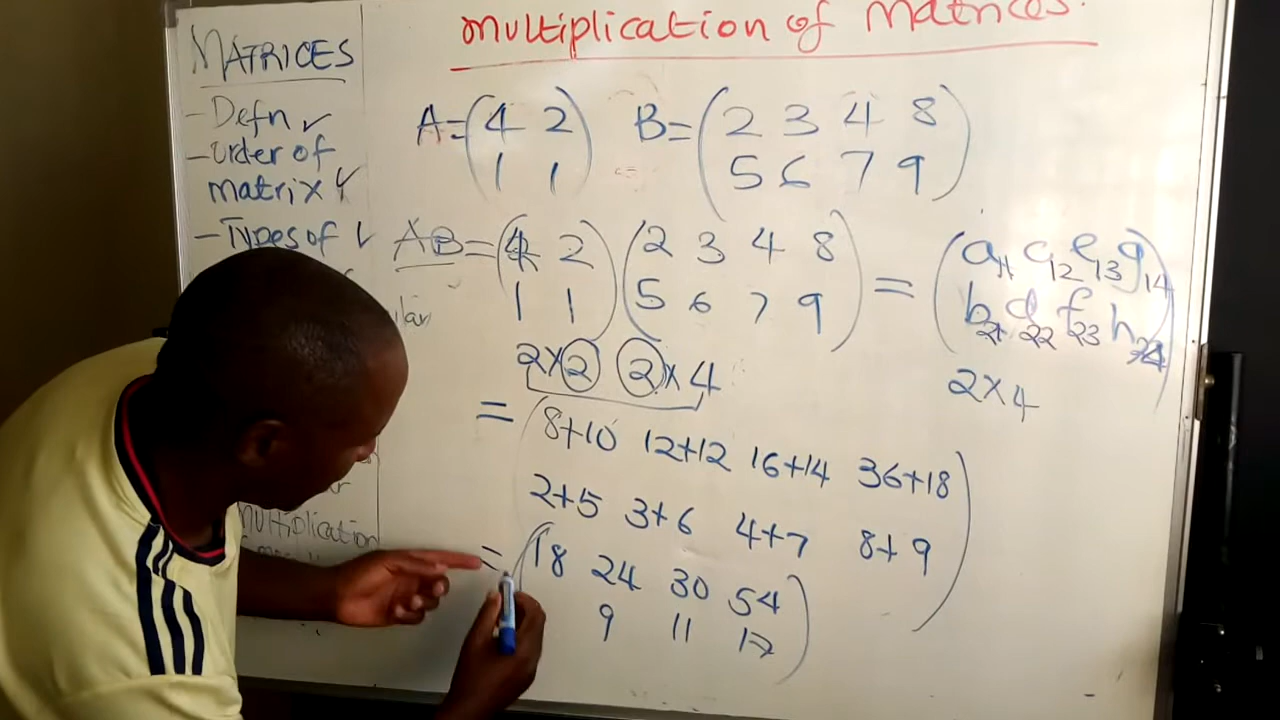 Multiplication of Matrices.
MATRICES
- Defn ✓
- Order of
matrix ✓
- Types of ✓
Multiplication
A = (4 2 B = (2 3 4 8
1 1) 5 6 7 9)
AB = (4 2 (2 3 4 8 = (a11 c12 e13 g14
1 1) 5 6 7 9) b21 d22 f23 h24)
2×2 2×4 2×4
= (8+10 12+12 16+14 36+18
2+5 3+6 4+7 8+9)
= (18 24 30 54
9 11 17)